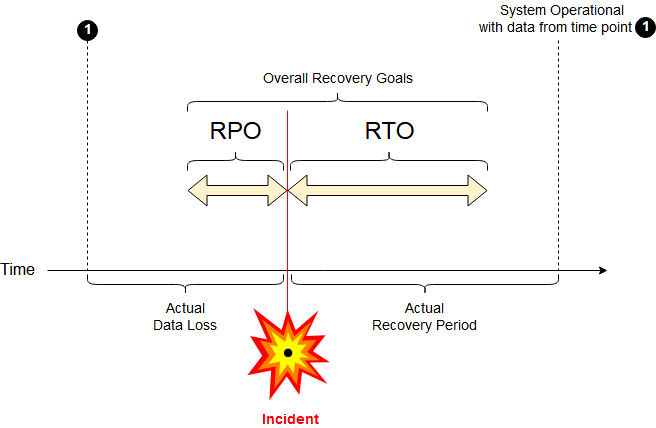 System Operational
1
with data from time point 1
Overall Recovery Goals
RPO
RTO
Time
Actual
Data Loss
Actual
Recovery Period
Incident